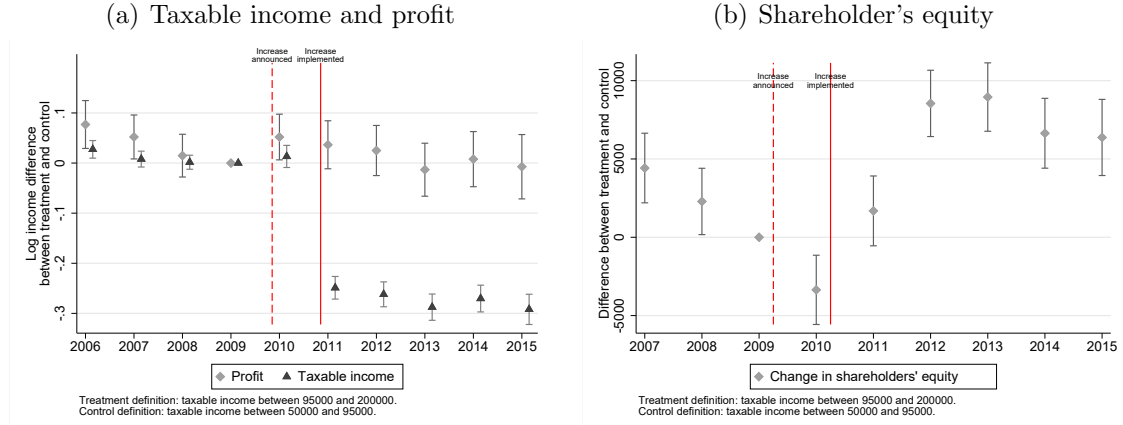 (a) Taxable income and profit
Increase announced
Increase implemented
Log income difference
between treatment and control
.1
0
-.1
-.2
-.3
2006 2007 2008 2009 2010 2011 2012 2013 2014 2015
Profit Taxable income
Treatment definition: taxable income between 95000 and 200000.
Control definition: taxable income between 50000 and 95000.
(b) Shareholder's equity
Increase announced
Increase implemented
Difference between treatment and control
10000
5000
0
-5000
2007 2008 2009 2010 2011 2012 2013 2014 2015
Change in shareholders' equity
Treatment definition: taxable income between 95000 and 200000.
Control definition: taxable income between 50000 and 95000.